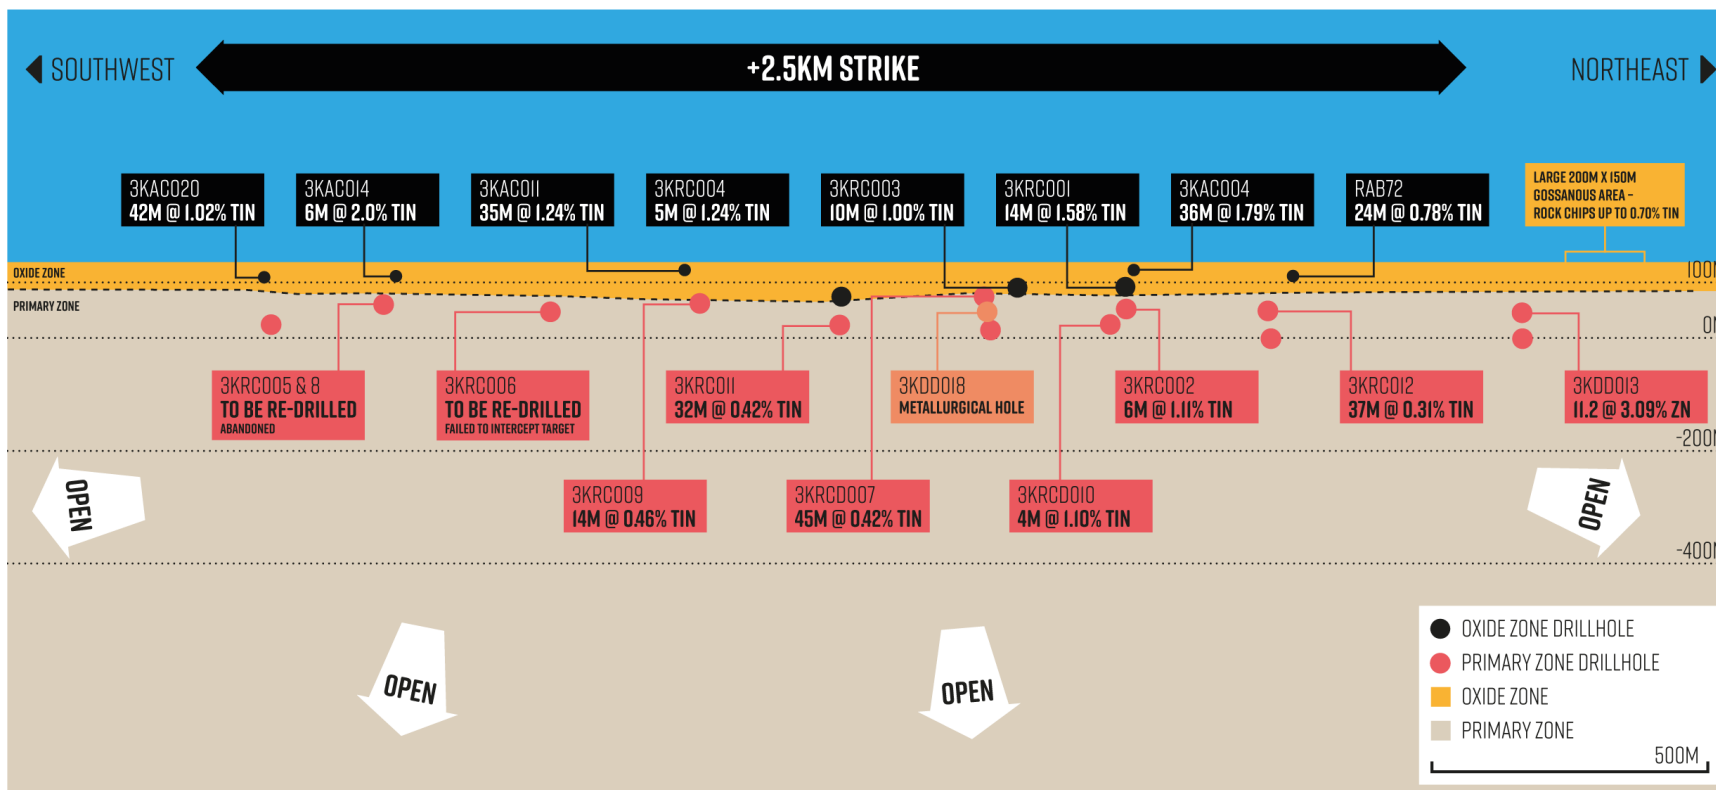 SOUTHWEST
+2.5KM STRIKE
NORTHEAST
3KAC020
42M @ 1.02% TIN
3KAC014
6M @ 2.0% TIN
3KAC011
35M @ 1.24% TIN
3KRC004
5M @ 1.24% TIN
3KRC003
10M @ 1.00% TIN
3KRC001
14M @ 1.58% TIN
3KAC004
36M @ 1.79% TIN
RAB72
24M @ 0.78% TIN
LARGE 200M X 150M
GOSSANOUS AREA –
ROCK CHIPS UP TO 0.70% TIN
OXIDE ZONE
100M
PRIMARY ZONE
0M
3KRC005 & 8
TO BE RE-DRILLED
ABANDONED
3KRC006
TO BE RE-DRILLED
FAILED TO INTERCEPT TARGET
3KRC011
32M @ 0.42% TIN
3KDD018
METALLURGICAL HOLE
3KRC002
6M @ 1.11% TIN
3KRC012
37M @ 0.31% TIN
3KDD013
11.2 @ 3.09% ZN
-200M
3KRC009
14M @ 0.46% TIN
3KRCD007
45M @ 0.42% TIN
3KRCD010
4M @ 1.10% TIN
OPEN
OPEN
-400M
OPEN
OPEN
OXIDE ZONE DRILLHOLE
PRIMARY ZONE DRILLHOLE
OXIDE ZONE
PRIMARY ZONE
500M